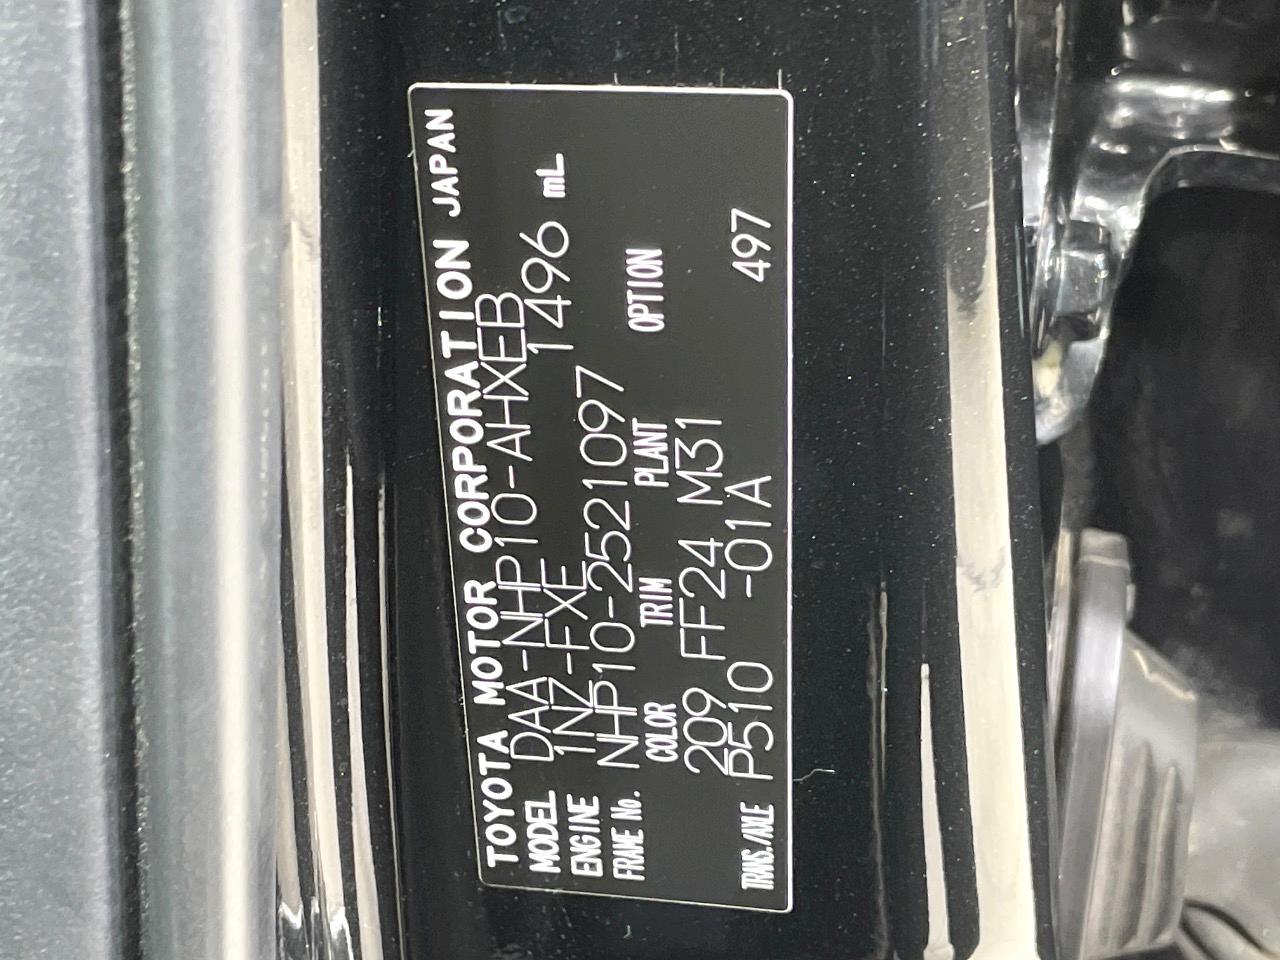 TOYOTA MOTOR CORPORATION JAPAN
MODEL DAA-NHP10-AHXEB
ENGINE 1NZ-FXE 1496 mL
FRAME No. NHP10-2521097
COLOR TRIM PLANT OPTION
209 FF24 M31
TRANS./AXLE P510 -01A 497